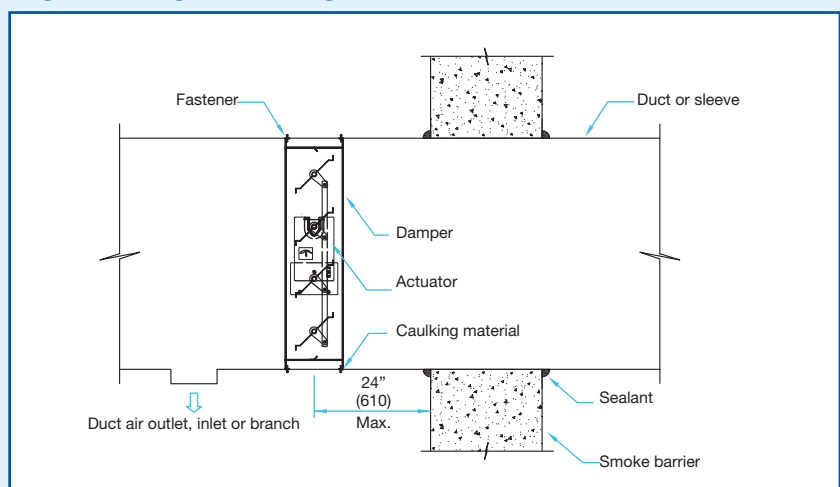 Fastener
Duct or sleeve
Damper
Actuator
Caulking material
24”
(610)
Max.
Sealant
Duct air outlet, inlet or branch
Smoke barrier